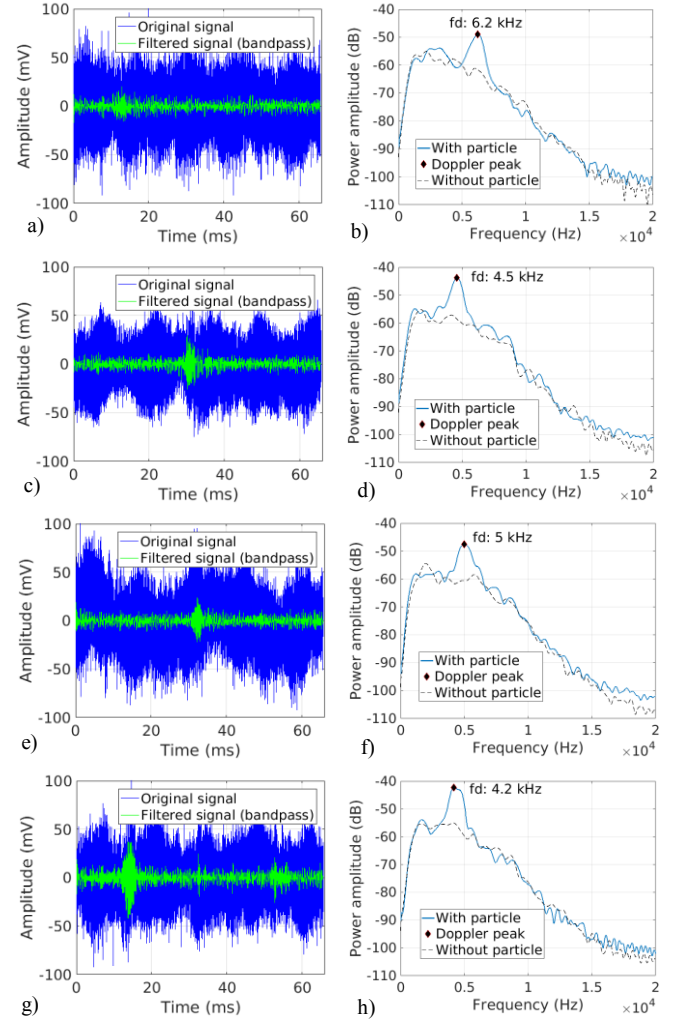 100
Original signal
Filtered signal (bandpass)
50
0
-50
-100
0 20 40 60
Amplitude (mV)
Time (ms)
a)
fd: 6.2 kHz
-40
-50
-60
-70
-80
-90
-100
-110
With particle
Doppler peak
Without particle
0 0.5 1 1.5 2
Power amplitude (dB)
Frequency (Hz) ×10^4
b)
100
Original signal
Filtered signal (bandpass)
50
0
-50
-100
0 20 40 60
Amplitude (mV)
Time (ms)
c)
fd: 4.5 kHz
-40
-50
-60
-70
-80
-90
-100
-110
With particle
Doppler peak
Without particle
0 0.5 1 1.5 2
Power amplitude (dB)
Frequency (Hz) ×10^4
d)
100
Original signal
Filtered signal (bandpass)
50
0
-50
-100
0 20 40 60
Amplitude (mV)
Time (ms)
e)
fd: 5 kHz
-40
-50
-60
-70
-80
-90
-100
-110
With particle
Doppler peak
Without particle
0 0.5 1 1.5 2
Power amplitude (dB)
Frequency (Hz) ×10^4
f)
100
Original signal
Filtered signal (bandpass)
50
0
-50
-100
0 20 40 60
Amplitude (mV)
Time (ms)
g)
fd: 4.2 kHz
-40
-50
-60
-70
-80
-90
-100
-110
With particle
Doppler peak
Without particle
0 0.5 1 1.5 2
Power amplitude (dB)
Frequency (Hz) ×10^4
h)